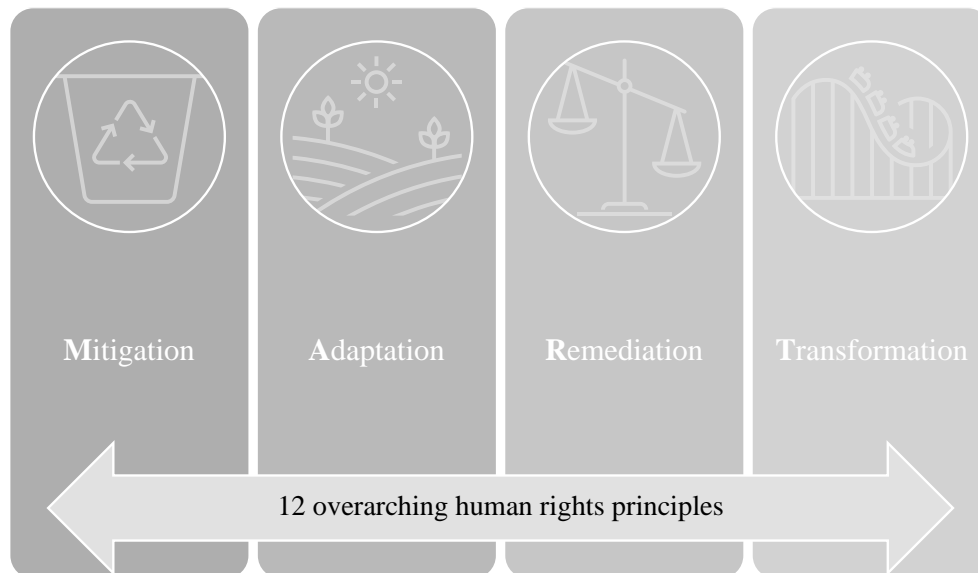 Mitigation
Adaptation
Remediation
Transformation
12 overarching human rights principles